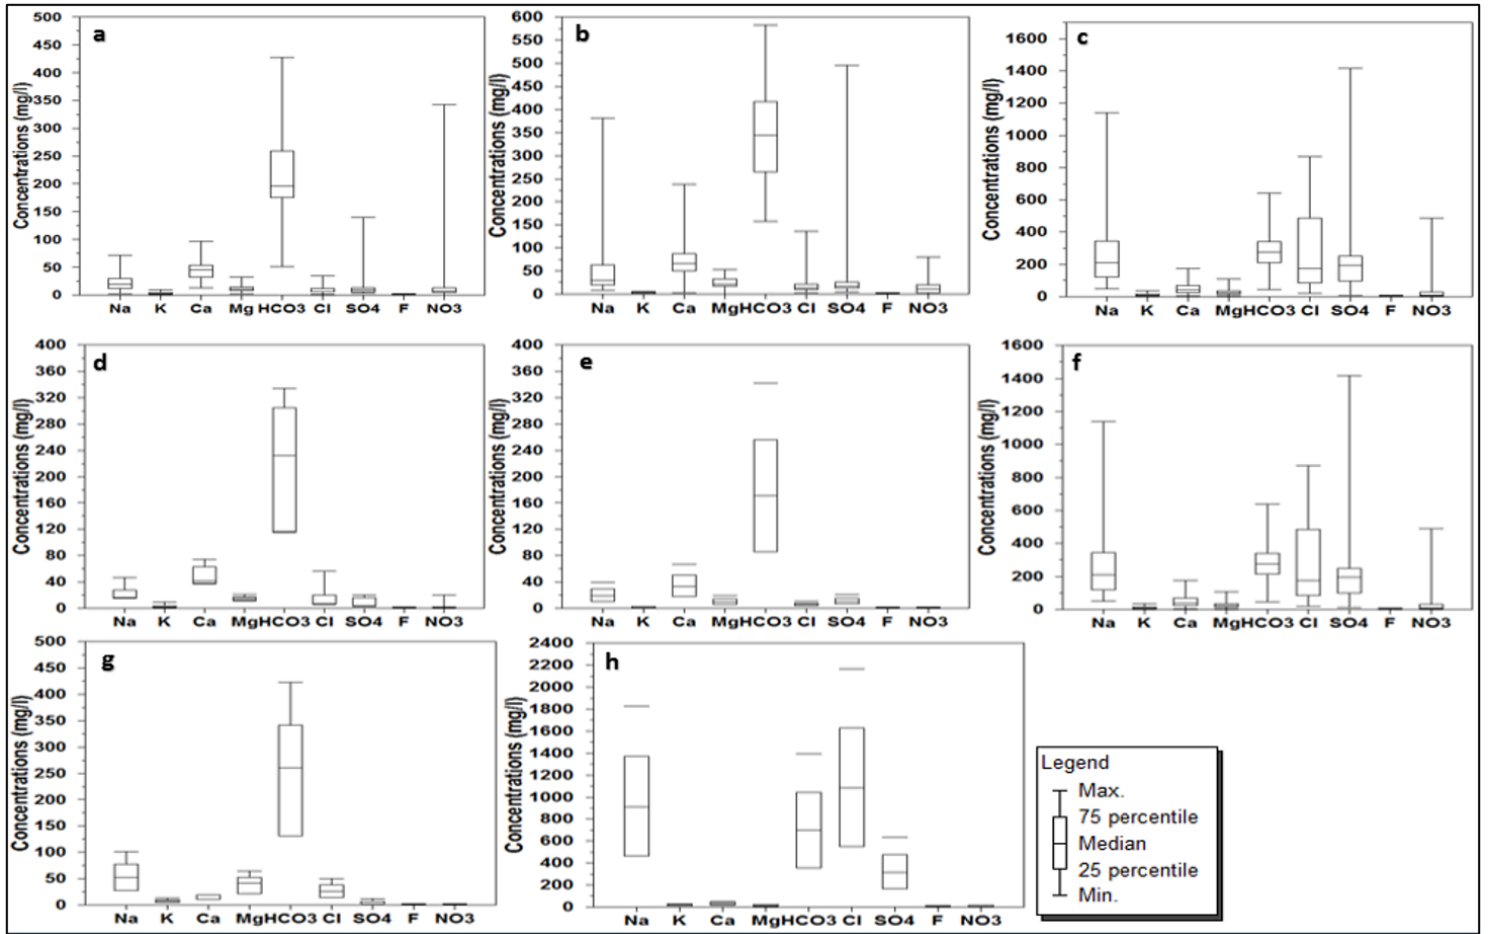 a
Concentrations (mg/l)
500
450
400
350
300
250
200
150
100
50
0
Na K Ca Mg HCO3 Cl SO4 F NO3
b
Concentrations (mg/l)
600
550
500
450
400
350
300
250
200
150
100
50
0
Na K Ca MgHCO3 Cl SO4 F NO3
c
Concentrations (mg/l)
1600
1400
1200
1000
800
600
400
200
0
Na K Ca MgHCO3 Cl SO4 F NO3
d
Concentrations (mg/l)
400
360
320
280
240
200
160
120
80
40
0
Na K Ca MgHCO3 Cl SO4 F NO3
e
Concentrations (mg/l)
400
360
320
280
240
200
160
120
80
40
0
Na K Ca MgHCO3 Cl SO4 F NO3
f
Concentrations (mg/l)
1600
1400
1200
1000
800
600
400
200
0
Na K Ca MgHCO3 Cl SO4 F NO3
g
Concentrations (mg/l)
500
450
400
350
300
250
200
150
100
50
0
Na K Ca MgHCO3 Cl SO4 F NO3
h
Concentrations (mg/l)
2400
2200
2000
1800
1600
1400
1200
1000
800
600
400
200
0
Na K Ca MgHCO3 Cl SO4 F NO3
Legend
Max.
75 percentile
Median
25 percentile
Min.